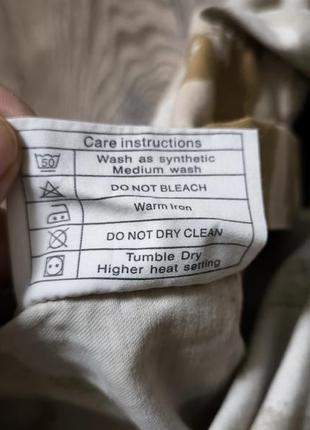 Care instructions
50
Wash as synthetic
Medium wash
DO NOT BLEACH
Warm Iron
DO NOT DRY CLEAN
Tumble Dry
Higher heat setting